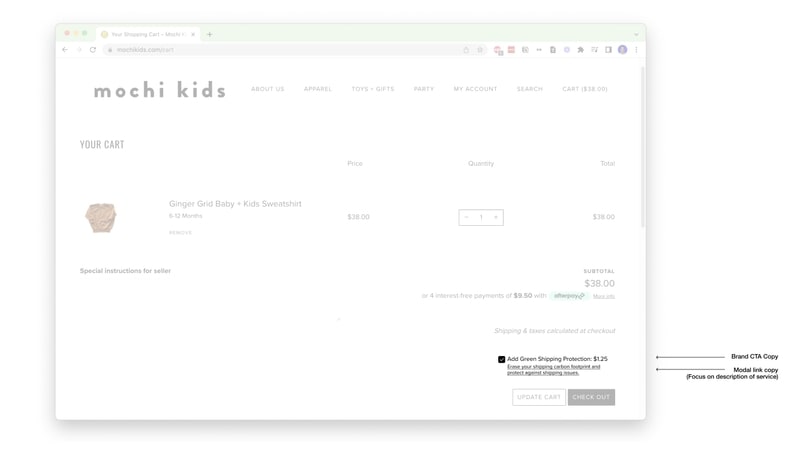 Your Shopping Cart – Mochi K
mochikids.com/cart
mochi kids
ABOUT US
APPAREL
TOYS + GIFTS
PARTY
MY ACCOUNT
SEARCH
CART ($38.00)
YOUR CART
Price
Quantity
Total
Ginger Grid Baby + Kids Sweatshirt
6-12 Months
REMOVE
$38.00
− 1 +
$38.00
Special instructions for seller
SUBTOTAL
$38.00
or 4 interest-free payments of $9.50 with afterpay More info
Shipping & taxes calculated at checkout
Add Green Shipping Protection: $1.25
Erase your shipping carbon footprint and
protect against shipping issues.
UPDATE CART
CHECK OUT
Brand CTA Copy
Modal link copy
(Focus on description of service)